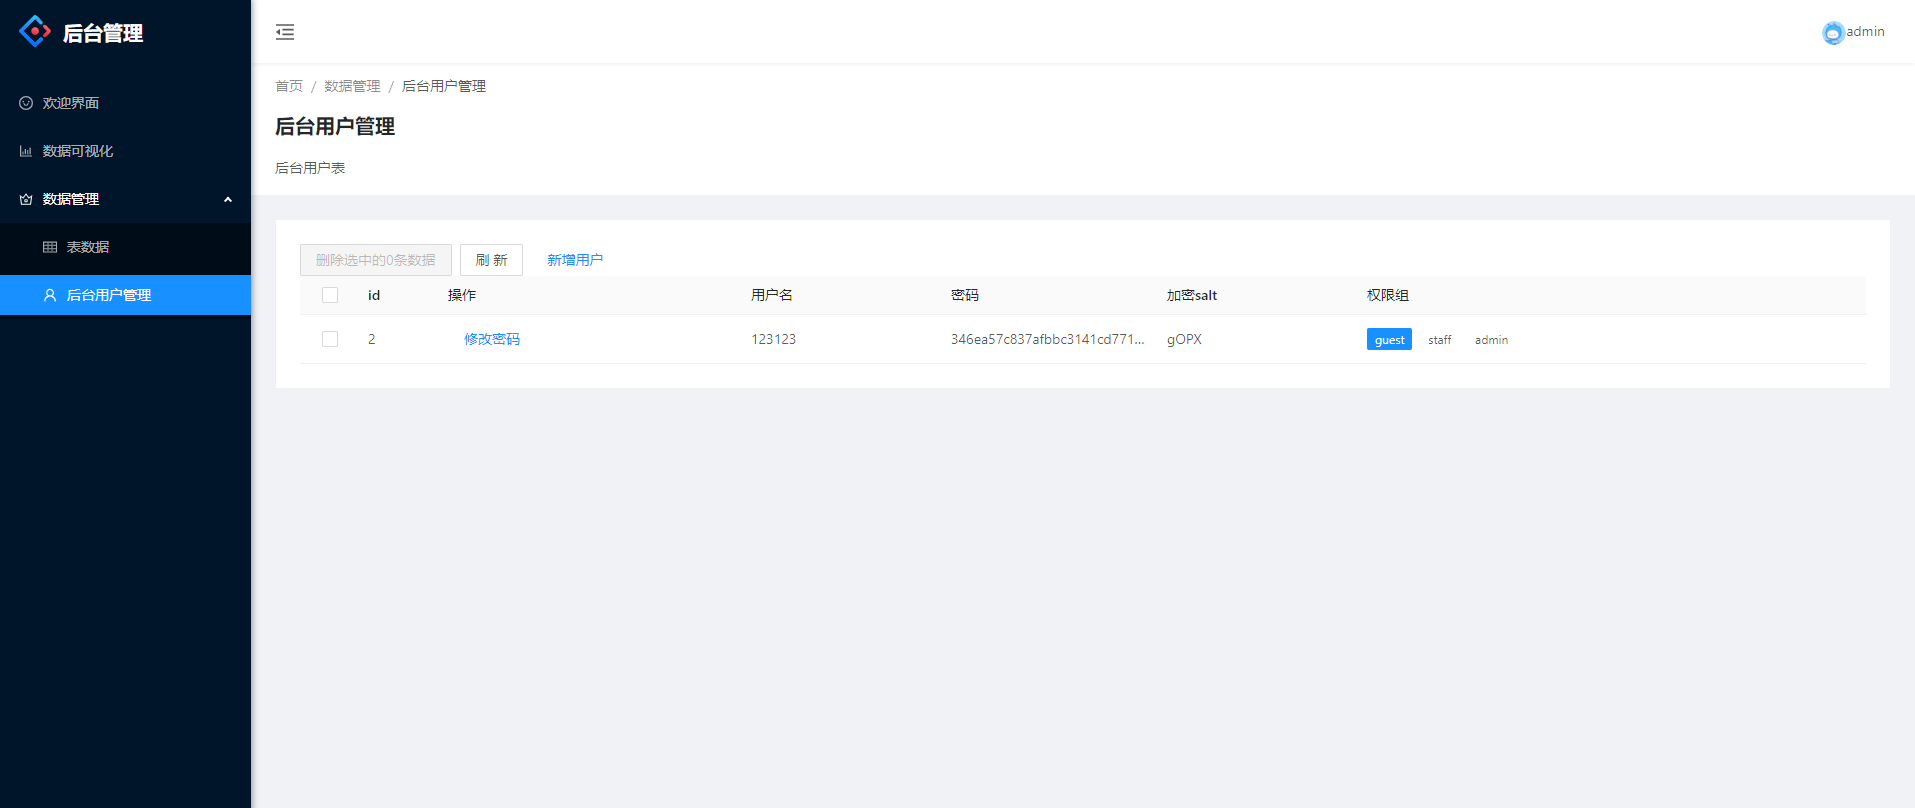 后台管理
admin
欢迎界面
数据可视化
数据管理
表数据
后台用户管理
首页 / 数据管理 / 后台用户管理
后台用户管理
后台用户表
删除选中的0条数据 刷 新 新增用户
id 操作 用户名 密码 加密salt 权限组
2 修改密码 123123 346ea57c837afbbc3141cd771... gOPX guest staff admin